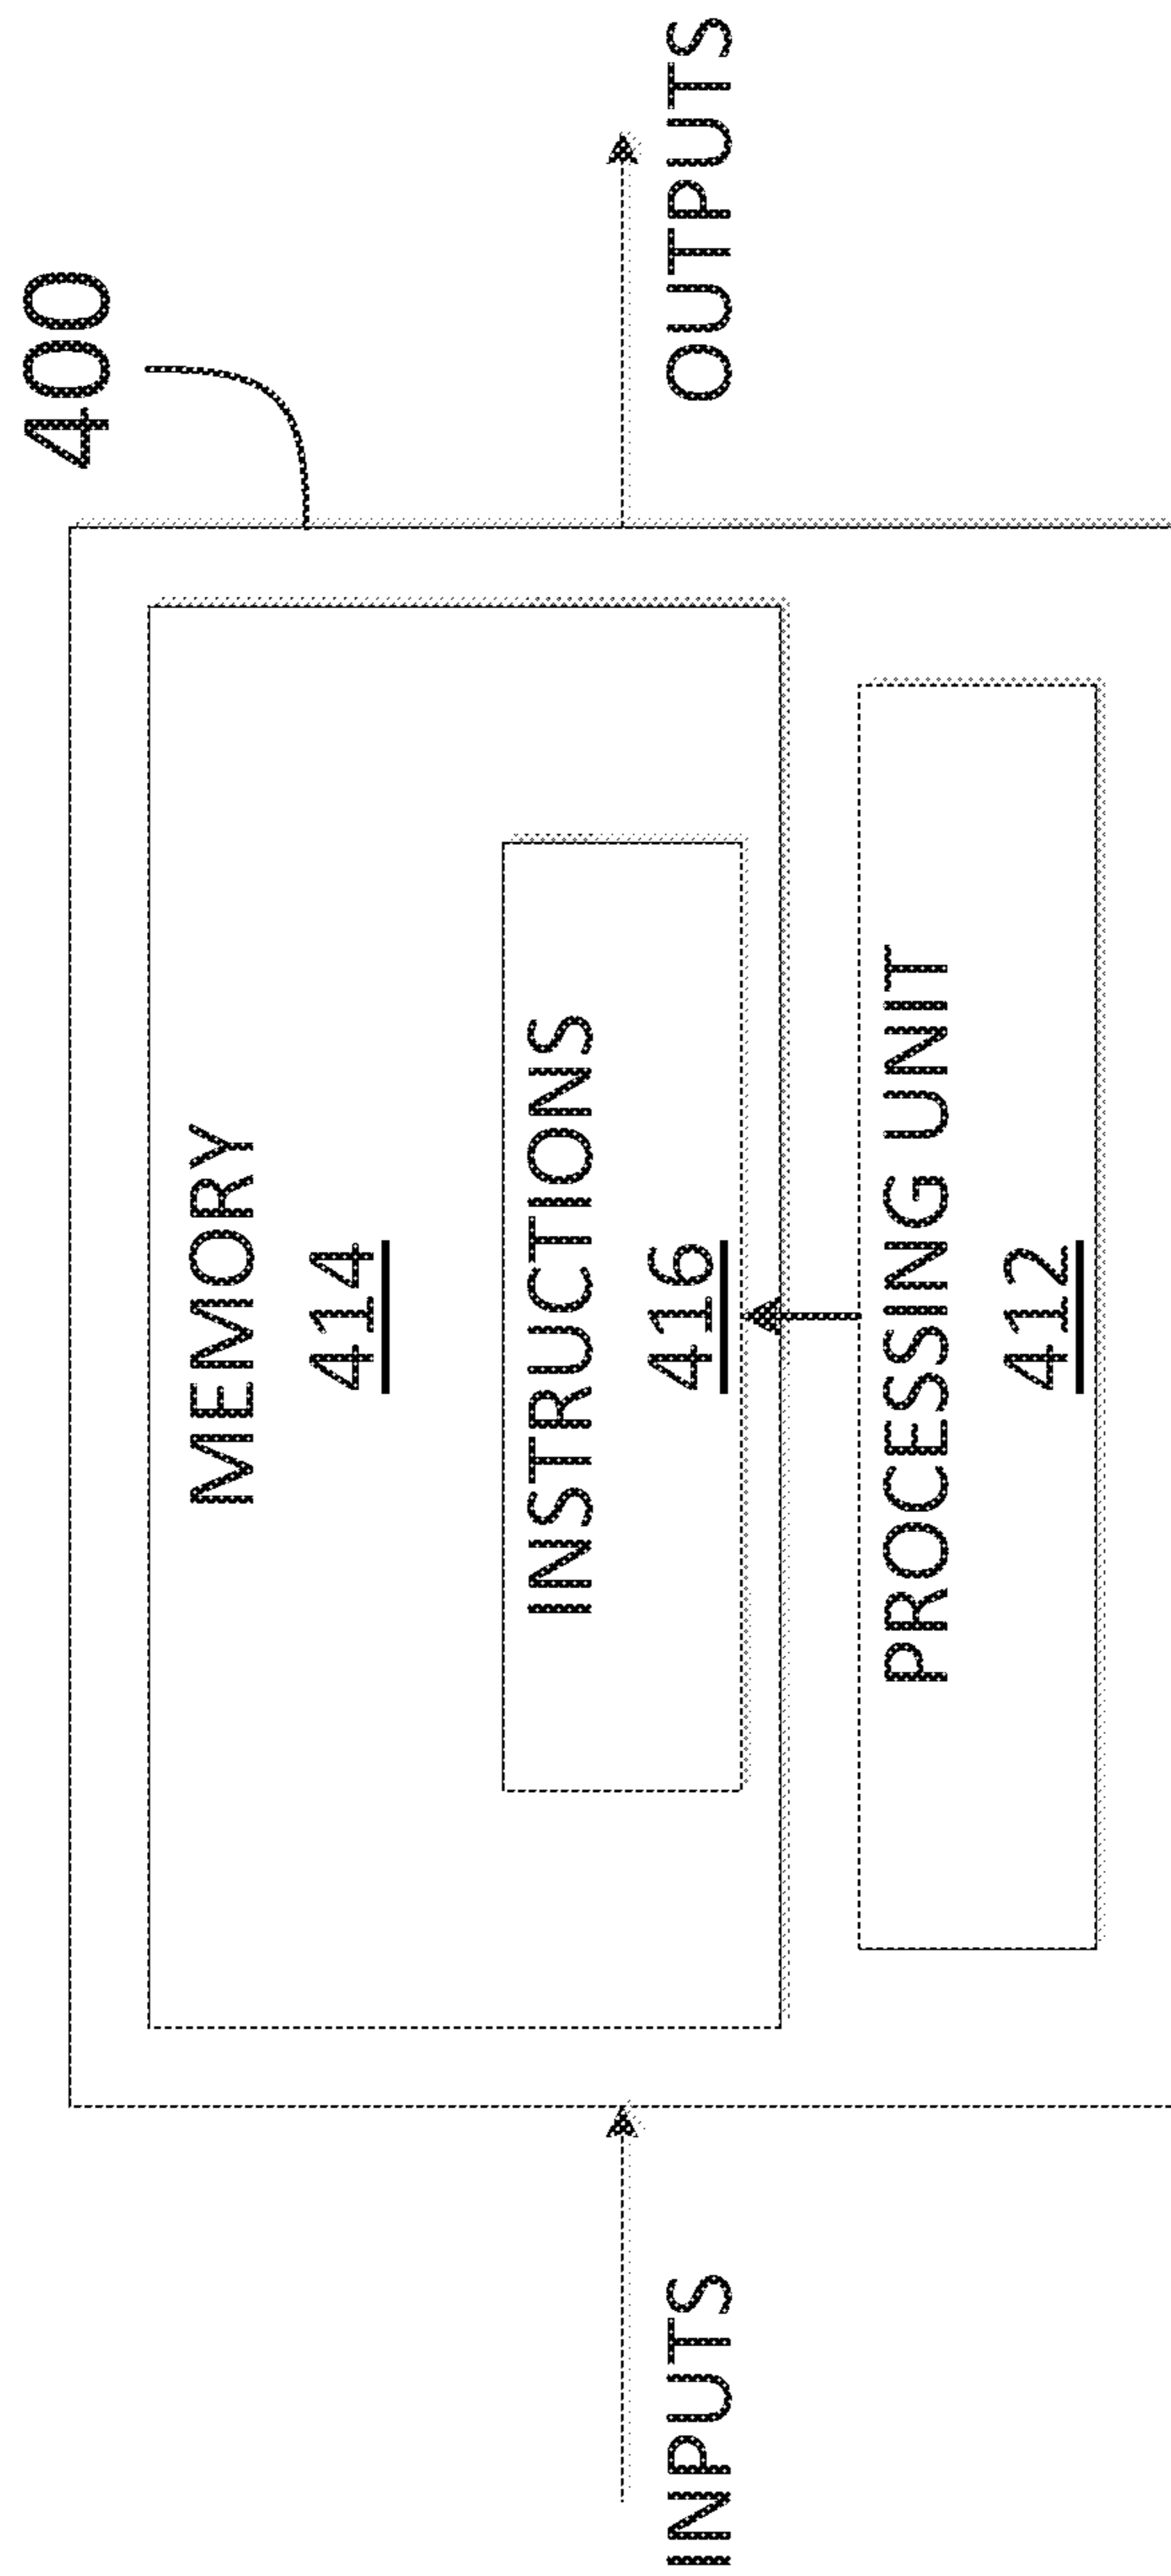 400
MEMORY
414
INSTRUCTIONS
416
INPUTS
OUTPUTS
PROCESSING UNIT
412